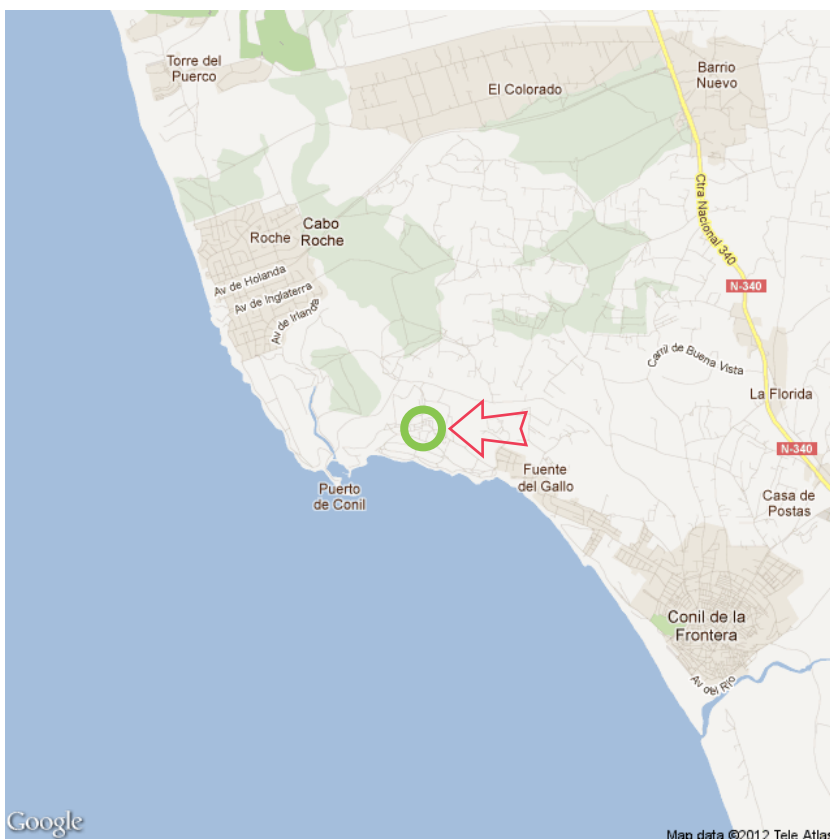 Torre del
Puerco
Barrio
Nuevo
El Colorado
Ctra Nacional 340
Cabo
Roche
Roche
Av de Holanda
N-340
Av de Inglaterra
Av de Irlanda
Carril de Buena Vista
La Florida
N-340
Fuente
del Gallo
Puerto
de Conil
Casa de
Postas
Conil de la
Frontera
Av del Río
Google
Map data ©2012 Tele Atlas